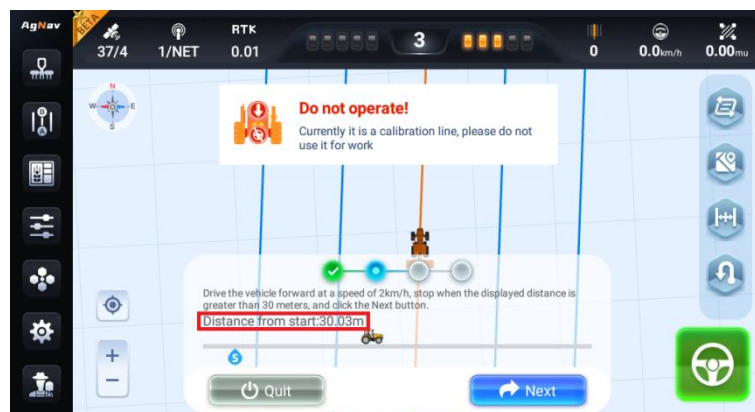 AgNav
BETA
37/4
1/NET
RTK
0.01
3
0
0.0km/h
0.00mu
N
W
E
S
B
A
Do not operate!
Currently it is a calibration line, please do not
use it for work
Drive the vehicle forward at a speed of 2km/h, stop when the displayed distance is
greater than 30 meters, and click the Next button.
Distance from start:30.03m
S
Quit
Next